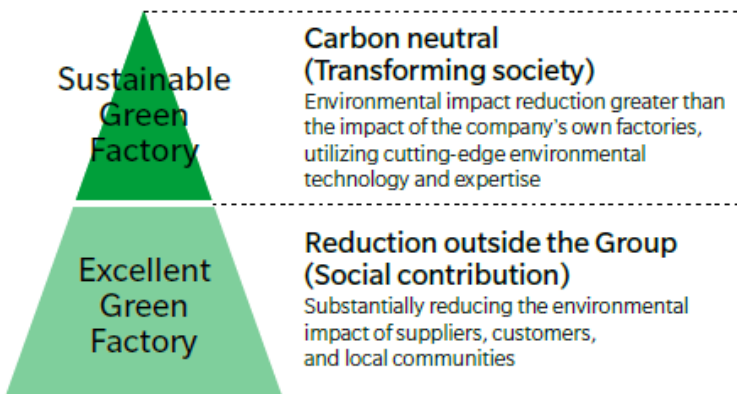 Sustainable
Green
Factory
Carbon neutral
(Transforming society)
Environmental impact reduction greater than
the impact of the company's own factories,
utilizing cutting-edge environmental
technology and expertise
Excellent
Green
Factory
Reduction outside the Group
(Social contribution)
Substantially reducing the environmental
impact of suppliers, customers,
and local communities